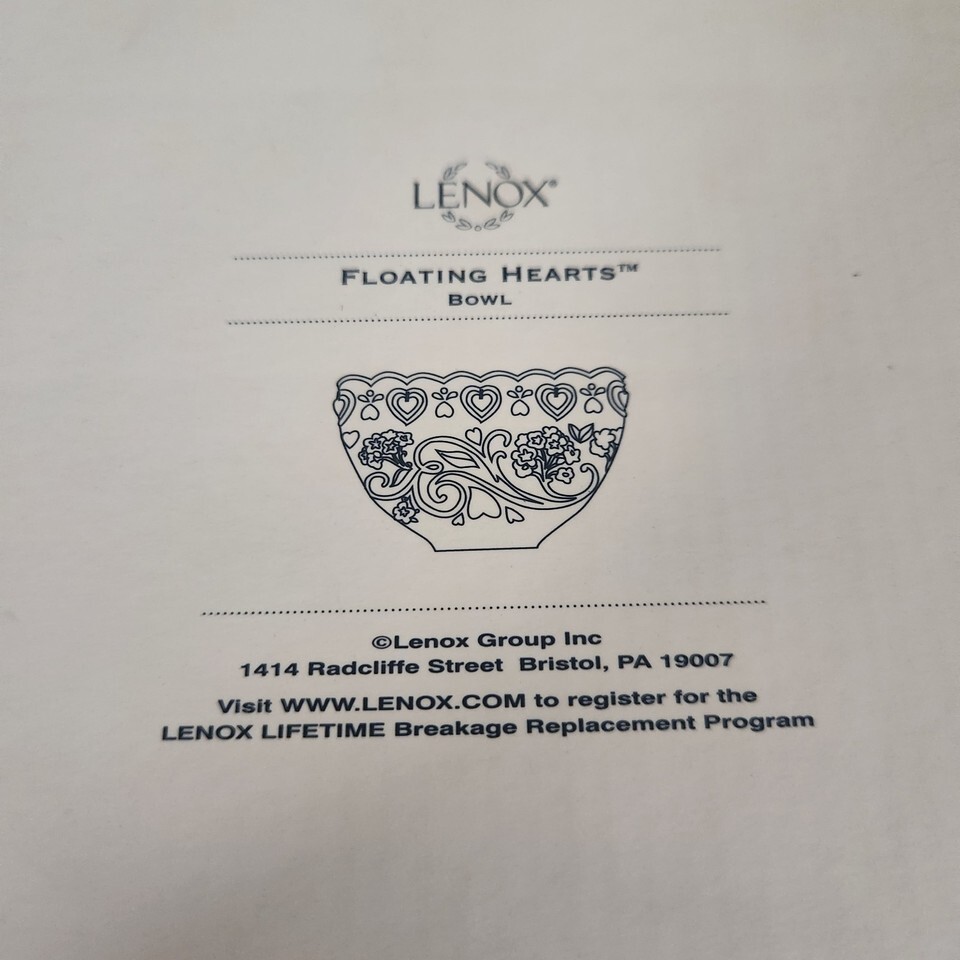 LENOX®
FLOATING HEARTS™
BOWL
©Lenox Group Inc
1414 Radcliffe Street Bristol, PA 19007
Visit WWW.LENOX.COM to register for the
LENOX LIFETIME Breakage Replacement Program